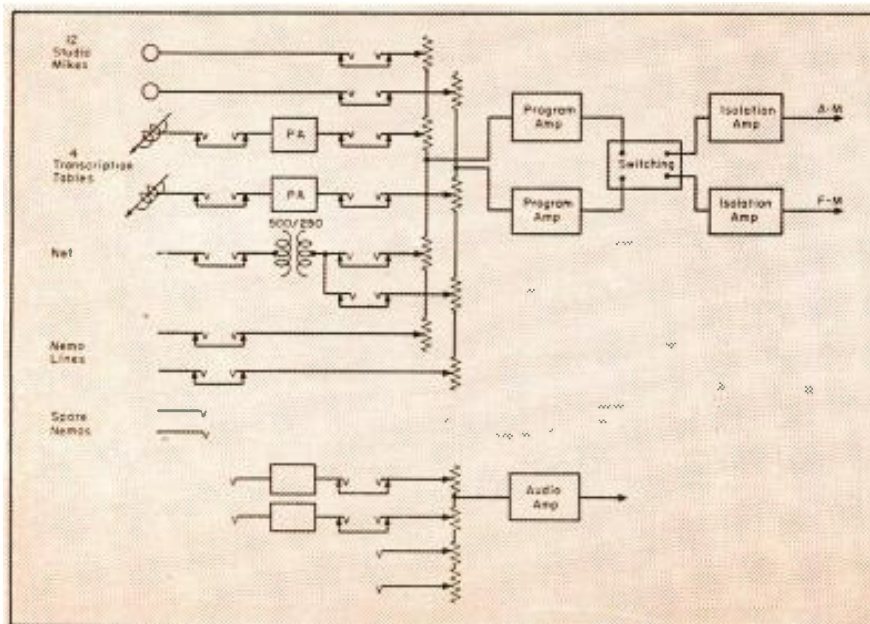 12
Studio
Mikes
4
Transcription
Tables
PA
PA
500/250
Net
Nemo
Lines
Spare
Nemos
Program
Amp
Program
Amp
Switching
Isolation
Amp
Isolation
Amp
A-M
F-M
Audio
Amp